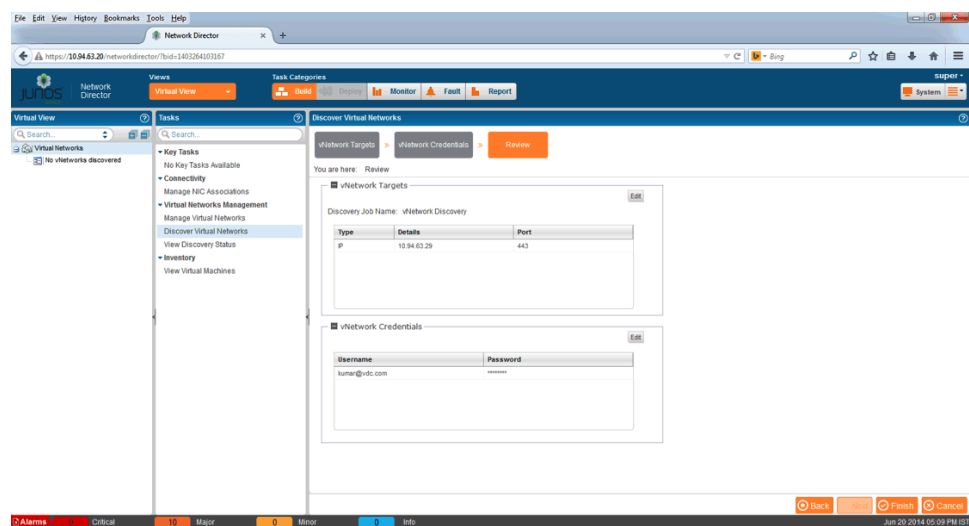 File Edit View History Bookmarks Tools Help
Network Director × +
https://10.94.63.20/networkdirector/?bid=1403264103167
Bing
JUNOS
Network Director
Views
Virtual View
Task Categories
Build Deploy Monitor Fault Report
super
System
Virtual View
Search...
Virtual Networks
No vNetworks discovered
Tasks
Search...
Key Tasks
No Key Tasks Available
Connectivity
Manage NIC Associations
Virtual Networks Management
Manage Virtual Networks
Discover Virtual Networks
View Discovery Status
Inventory
View Virtual Machines
Discover Virtual Networks
vNetwork Targets » vNetwork Credentials » Review
You are here: Review
vNetwork Targets
Edit
Discovery Job Name: vNetwork Discovery
Type Details Port
IP 10.94.63.29 443
vNetwork Credentials
Edit
Username Password
kumar@vdc.com ********
Back Next Finish Cancel
Alarms Critical 10 Major 0 Minor 0 Info
Jun 20 2014 05:09 PM IST